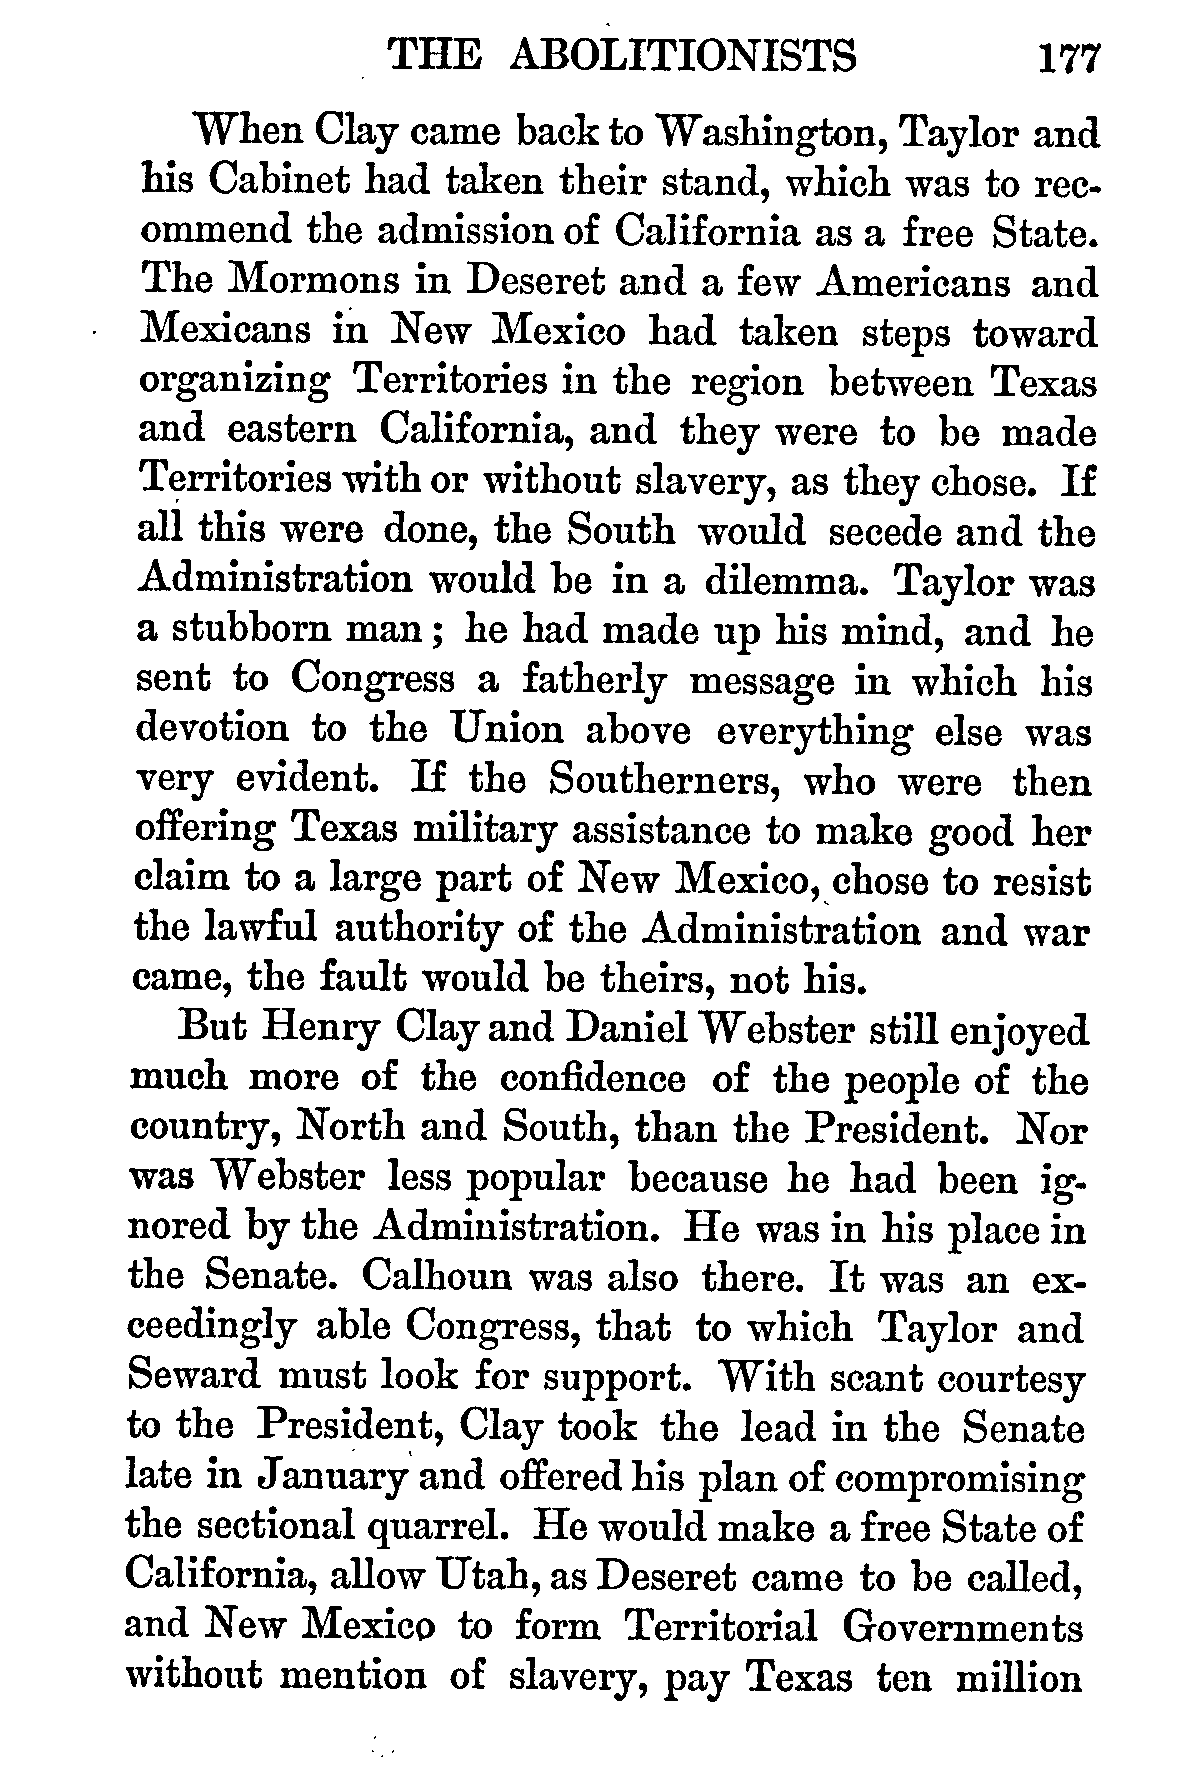 THE ABOLITIONISTS 177
When Clay came back to Washington, Taylor and
his Cabinet had taken their stand, which was to rec-
ommend the admission of California as a free State.
The Mormons in Deseret and a few Americans and
Mexicans in New Mexico had taken steps toward
organizing Territories in the region between Texas
and eastern California, and they were to be made
Territories with or without slavery, as they chose. If
all this were done, the South would secede and the
Administration would be in a dilemma. Taylor was
a stubborn man; he had made up his mind, and he
sent to Congress a fatherly message in which his
devotion to the Union above everything else was
very evident. If the Southerners, who were then
offering Texas military assistance to make good her
claim to a large part of New Mexico, chose to resist
the lawful authority of the Administration and war
came, the fault would be theirs, not his.
But Henry Clay and Daniel Webster still enjoyed
much more of the confidence of the people of the
country, North and South, than the President. Nor
was Webster less popular because he had been ig-
nored by the Administration. He was in his place in
the Senate. Calhoun was also there. It was an ex-
ceedingly able Congress, that to which Taylor and
Seward must look for support. With scant courtesy
to the President, Clay took the lead in the Senate
late in January and offered his plan of compromising
the sectional quarrel. He would make a free State of
California, allow Utah, as Deseret came to be called,
and New Mexico to form Territorial Governments
without mention of slavery, pay Texas ten million